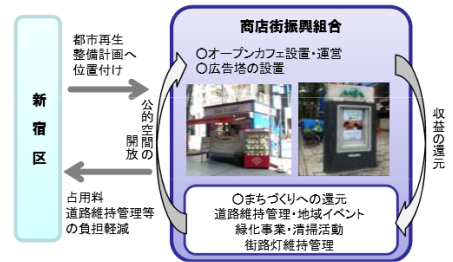 商店街振興組合
都市再生
整備計画へ
位置付け
○オープンカフェ設置・運営
○広告塔の設置
新宿区
公的空間の
開放
収益の還元
占用料
道路維持管理等
の負担軽減
○まちづくりへの還元
道路維持管理・地域イベント
緑化事業・清掃活動
街路灯維持管理